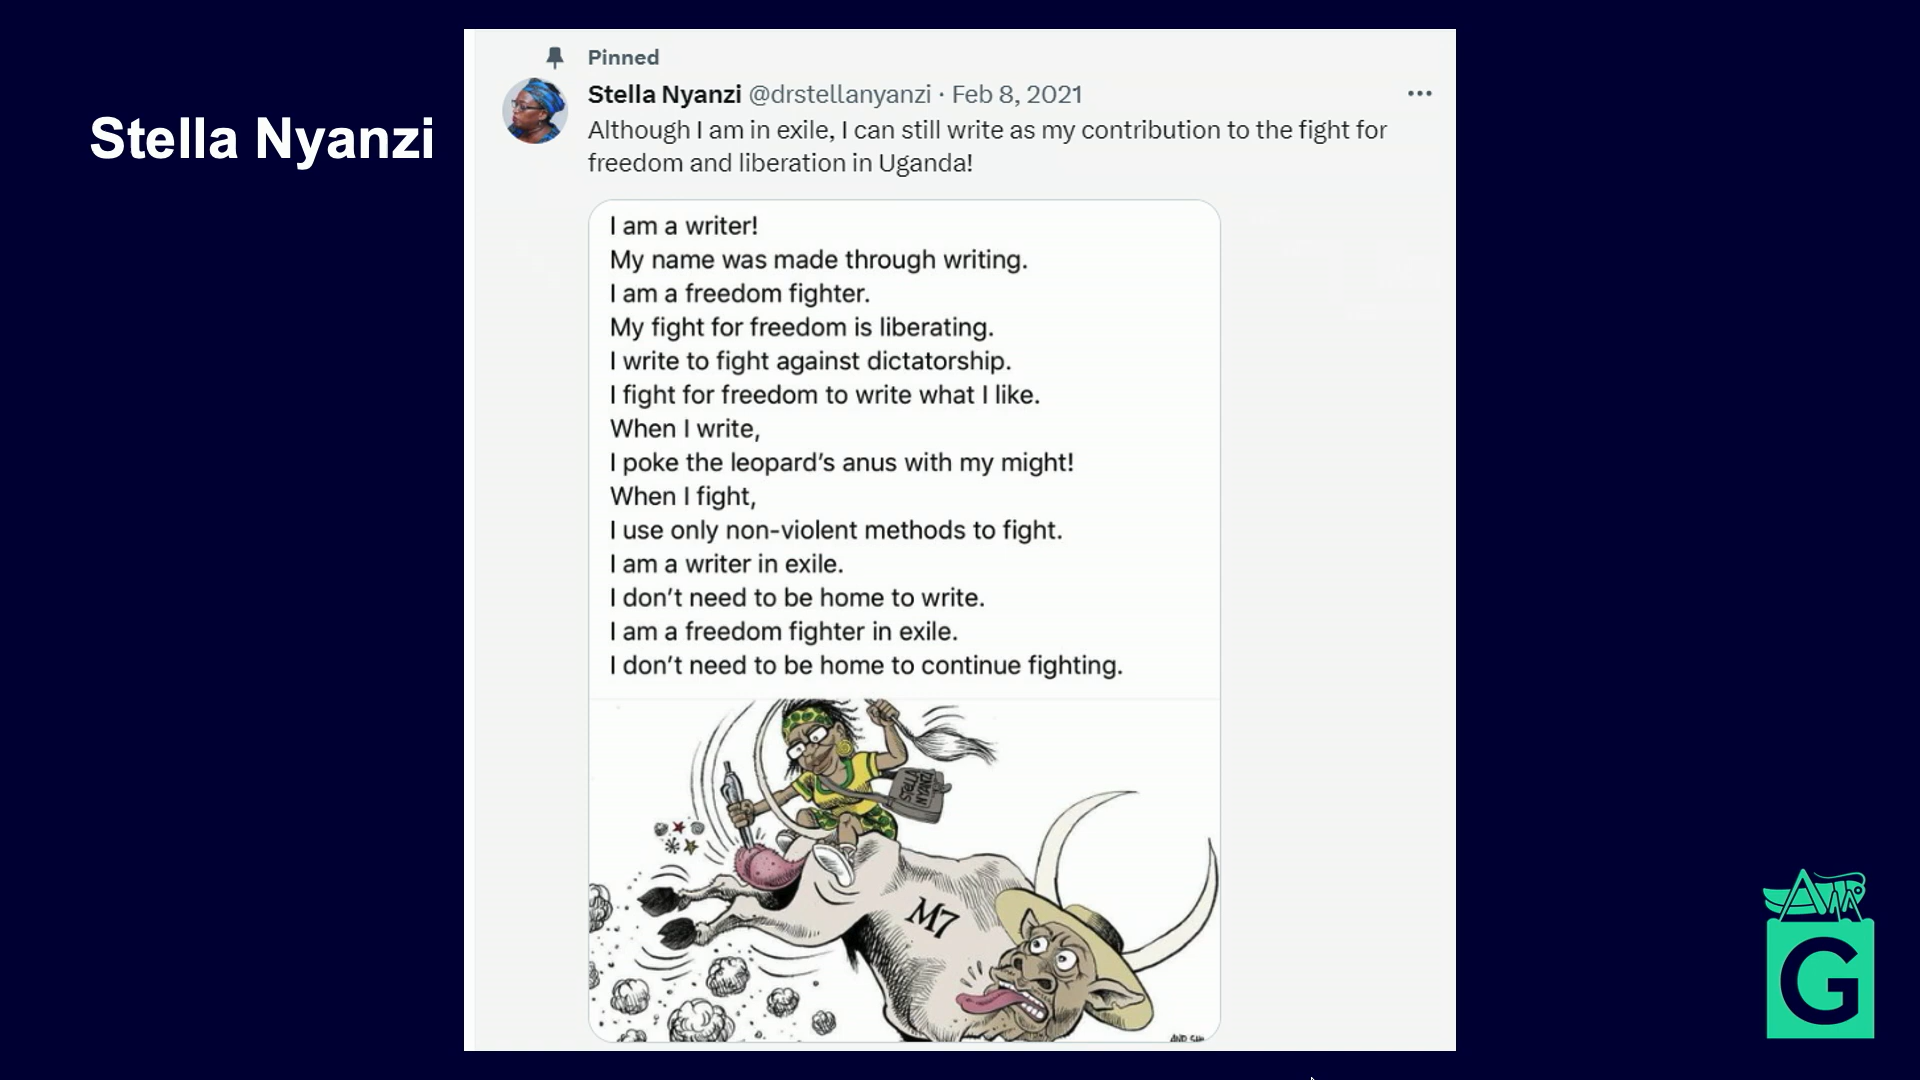 Stella Nyanzi
Pinned
Stella Nyanzi @drstellanyanzi · Feb 8, 2021
Although I am in exile, I can still write as my contribution to the fight for
freedom and liberation in Uganda!
I am a writer!
My name was made through writing.
I am a freedom fighter.
My fight for freedom is liberating.
I write to fight against dictatorship.
I fight for freedom to write what I like.
When I write,
I poke the leopard’s anus with my might!
When I fight,
I use only non-violent methods to fight.
I am a writer in exile.
I don’t need to be home to write.
I am a freedom fighter in exile.
I don’t need to be home to continue fighting.
STELLA
NYANZI
M7
G